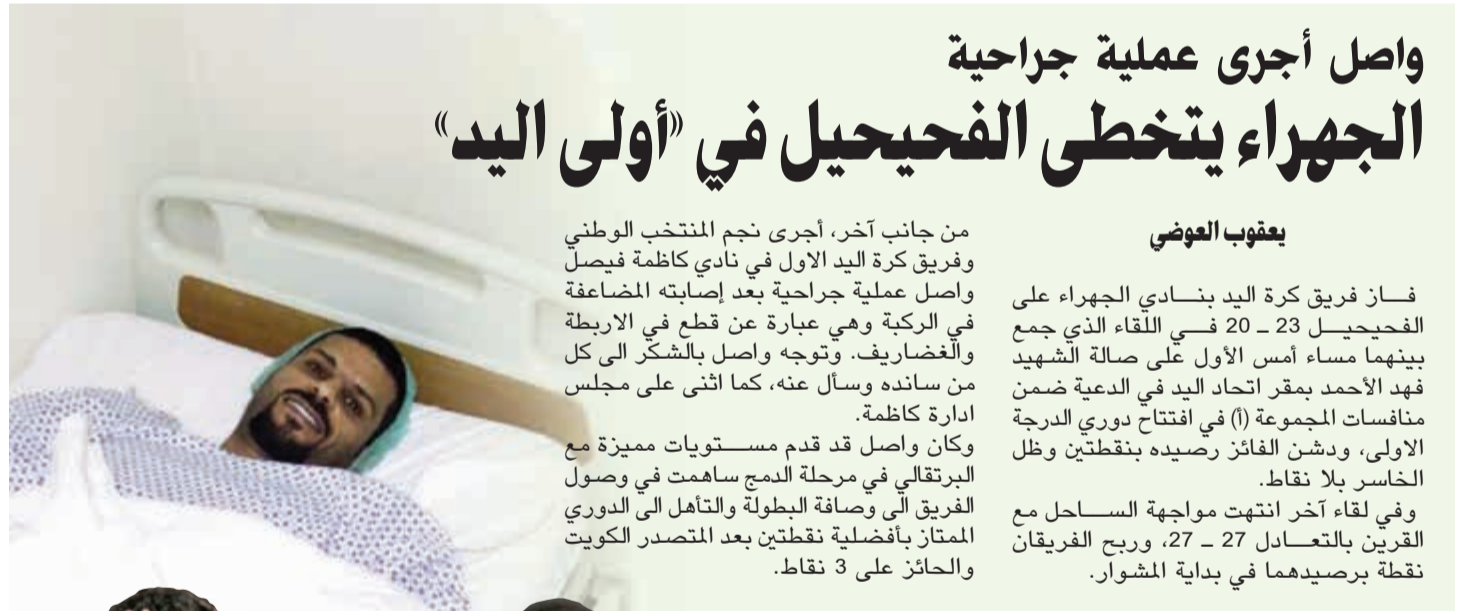 واصل أجرى عملية جراحية
الجهراء يتخطى الفحيحيل في «أولى اليد»
يعقوب العوضي
فـــاز فريق كرة اليد بنـــادي الجهراء على
الفحيحيـــل 23 ــ 20 فـــي اللقاء الذي جمع
بينهما مساء أمس الأول على صالة الشهيد
فهد الأحمد بمقر اتحاد اليد في الدعية ضمن
منافسات المجموعة (أ) في افتتاح دوري الدرجة
الاولى، ودشن الفائز رصيده بنقطتين وظل
الخاسر بلا نقاط.
وفي لقاء آخر انتهت مواجهة الســـاحل مع
القرين بالتعـــادل 27 ــ 27، وربح الفريقان
نقطة برصيدهما في بداية المشوار.
من جانب آخر، أجرى نجم المنتخب الوطني
وفريق كرة اليد الاول في نادي كاظمة فيصل
واصل عملية جراحية بعد إصابته المضاعفة
في الركبة وهي عبارة عن قطع في الاربطة
والغضاريف. وتوجه واصل بالشكر الى كل
من سانده وسأل عنه، كما اثنى على مجلس
ادارة كاظمة.
وكان واصل قد قدم مســـتويات مميزة مع
البرتقالي في مرحلة الدمج ساهمت في وصول
الفريق الى وصافة البطولة والتأهل الى الدوري
الممتاز بأفضلية نقطتين بعد المتصدر الكويت
والحائز على 3 نقاط.